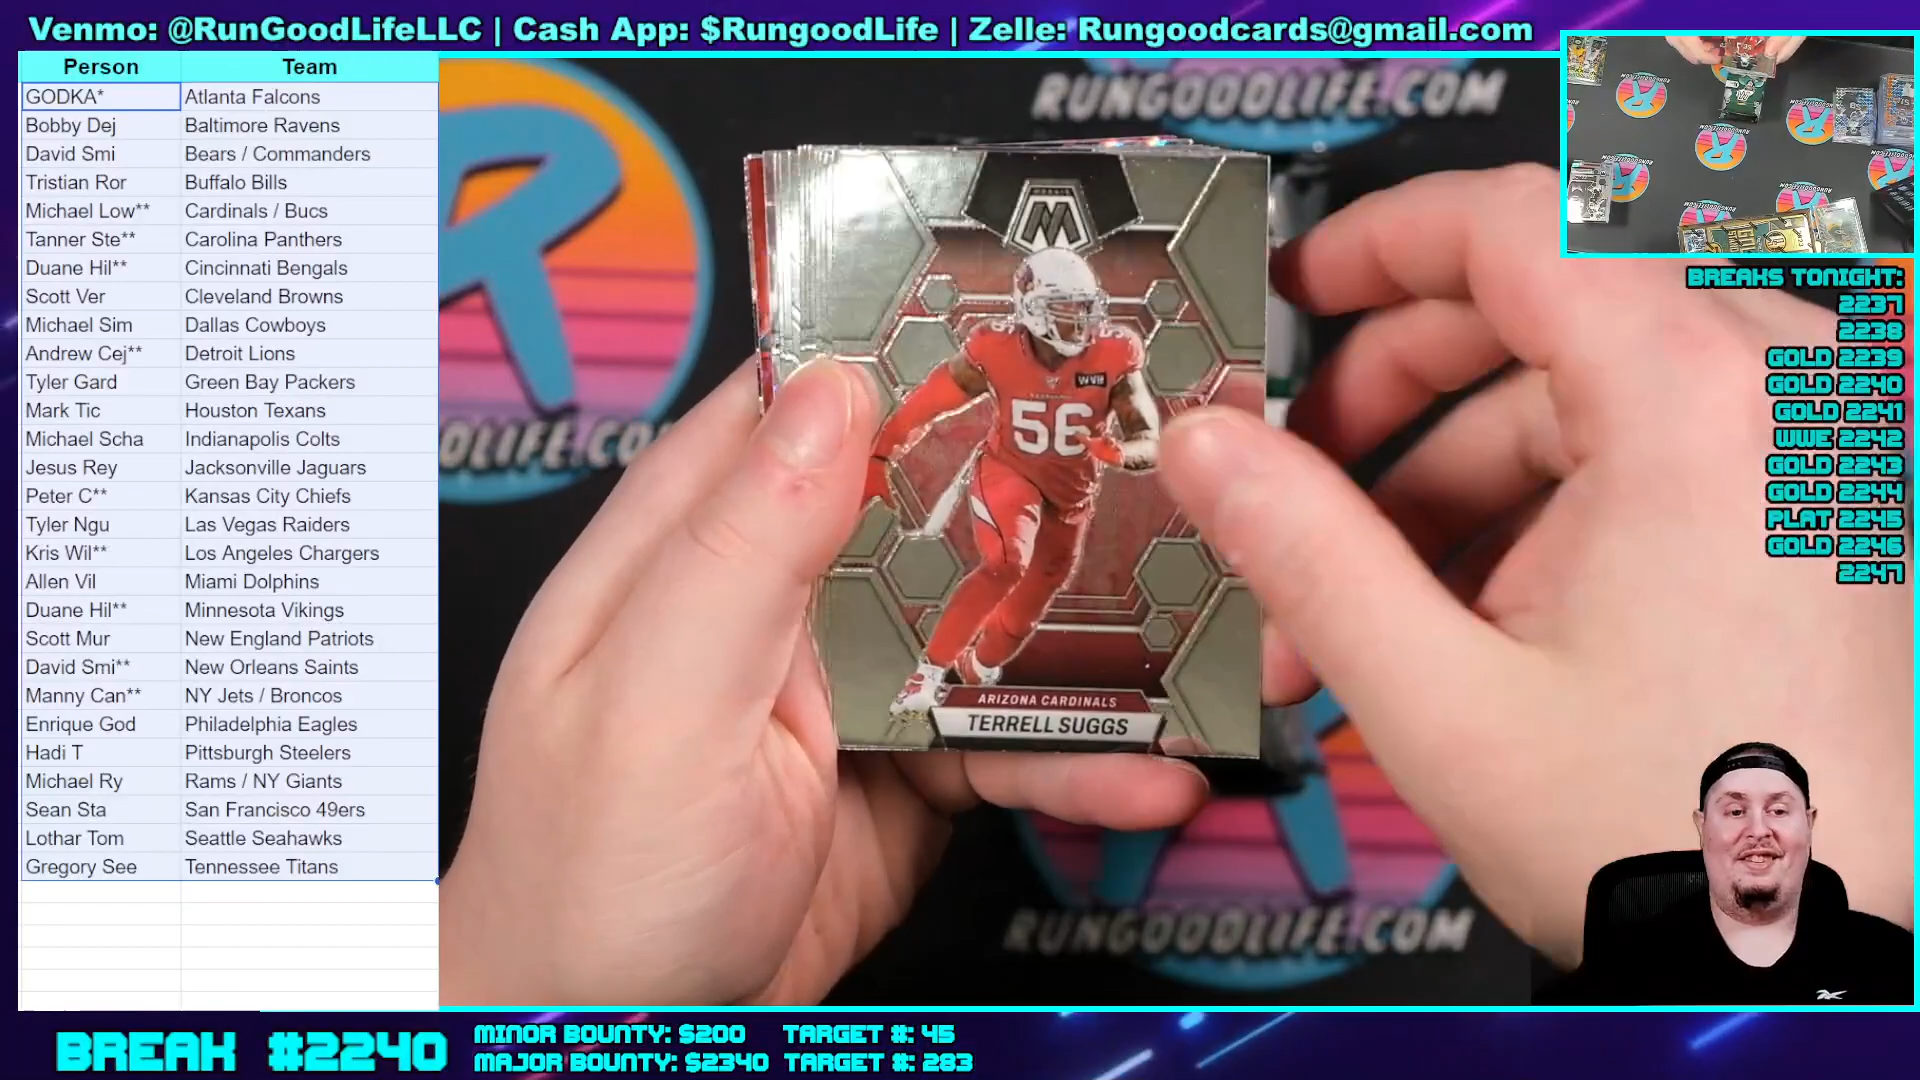 Venmo: @RunGoodLifeLLC | Cash App: $RungoodLife | Zelle: Rungoodcards@gmail.com
Person Team
GODKA* Atlanta Falcons
Bobby Dej Baltimore Ravens
David Smi Bears / Commanders
Tristian Ror Buffalo Bills
Michael Low** Cardinals / Bucs
Tanner Ste** Carolina Panthers
Duane Hil** Cincinnati Bengals
Scott Ver Cleveland Browns
Michael Sim Dallas Cowboys
Andrew Cej** Detroit Lions
Tyler Gard Green Bay Packers
Mark Tic Houston Texans
Michael Scha Indianapolis Colts
Jesus Rey Jacksonville Jaguars
Peter C** Kansas City Chiefs
Tyler Ngu Las Vegas Raiders
Kris Wil** Los Angeles Chargers
Allen Vil Miami Dolphins
Duane Hil** Minnesota Vikings
Scott Mur New England Patriots
David Smi** New Orleans Saints
Manny Can** NY Jets / Broncos
Enrique God Philadelphia Eagles
Hadi T Pittsburgh Steelers
Michael Ry Rams / NY Giants
Sean Sta San Francisco 49ers
Lothar Tom Seattle Seahawks
Gregory See Tennessee Titans
RUNGOODLIFE.COM
R
OLIFE.CO
MOSAIC
M
56
56
ARIZONA CARDINALS
TERRELL SUGGS
RUNGOODLIFE.COM
BREAKS TONIGHT:
2237
2238
GOLD 2239
GOLD 2240
GOLD 2241
WWE 2242
GOLD 2243
GOLD 2244
PLAT 2245
GOLD 2246
2247
BREAK #2240
MINOR BOUNTY: $200 TARGET #: 45
MAJOR BOUNTY: $2340 TARGET #: 283